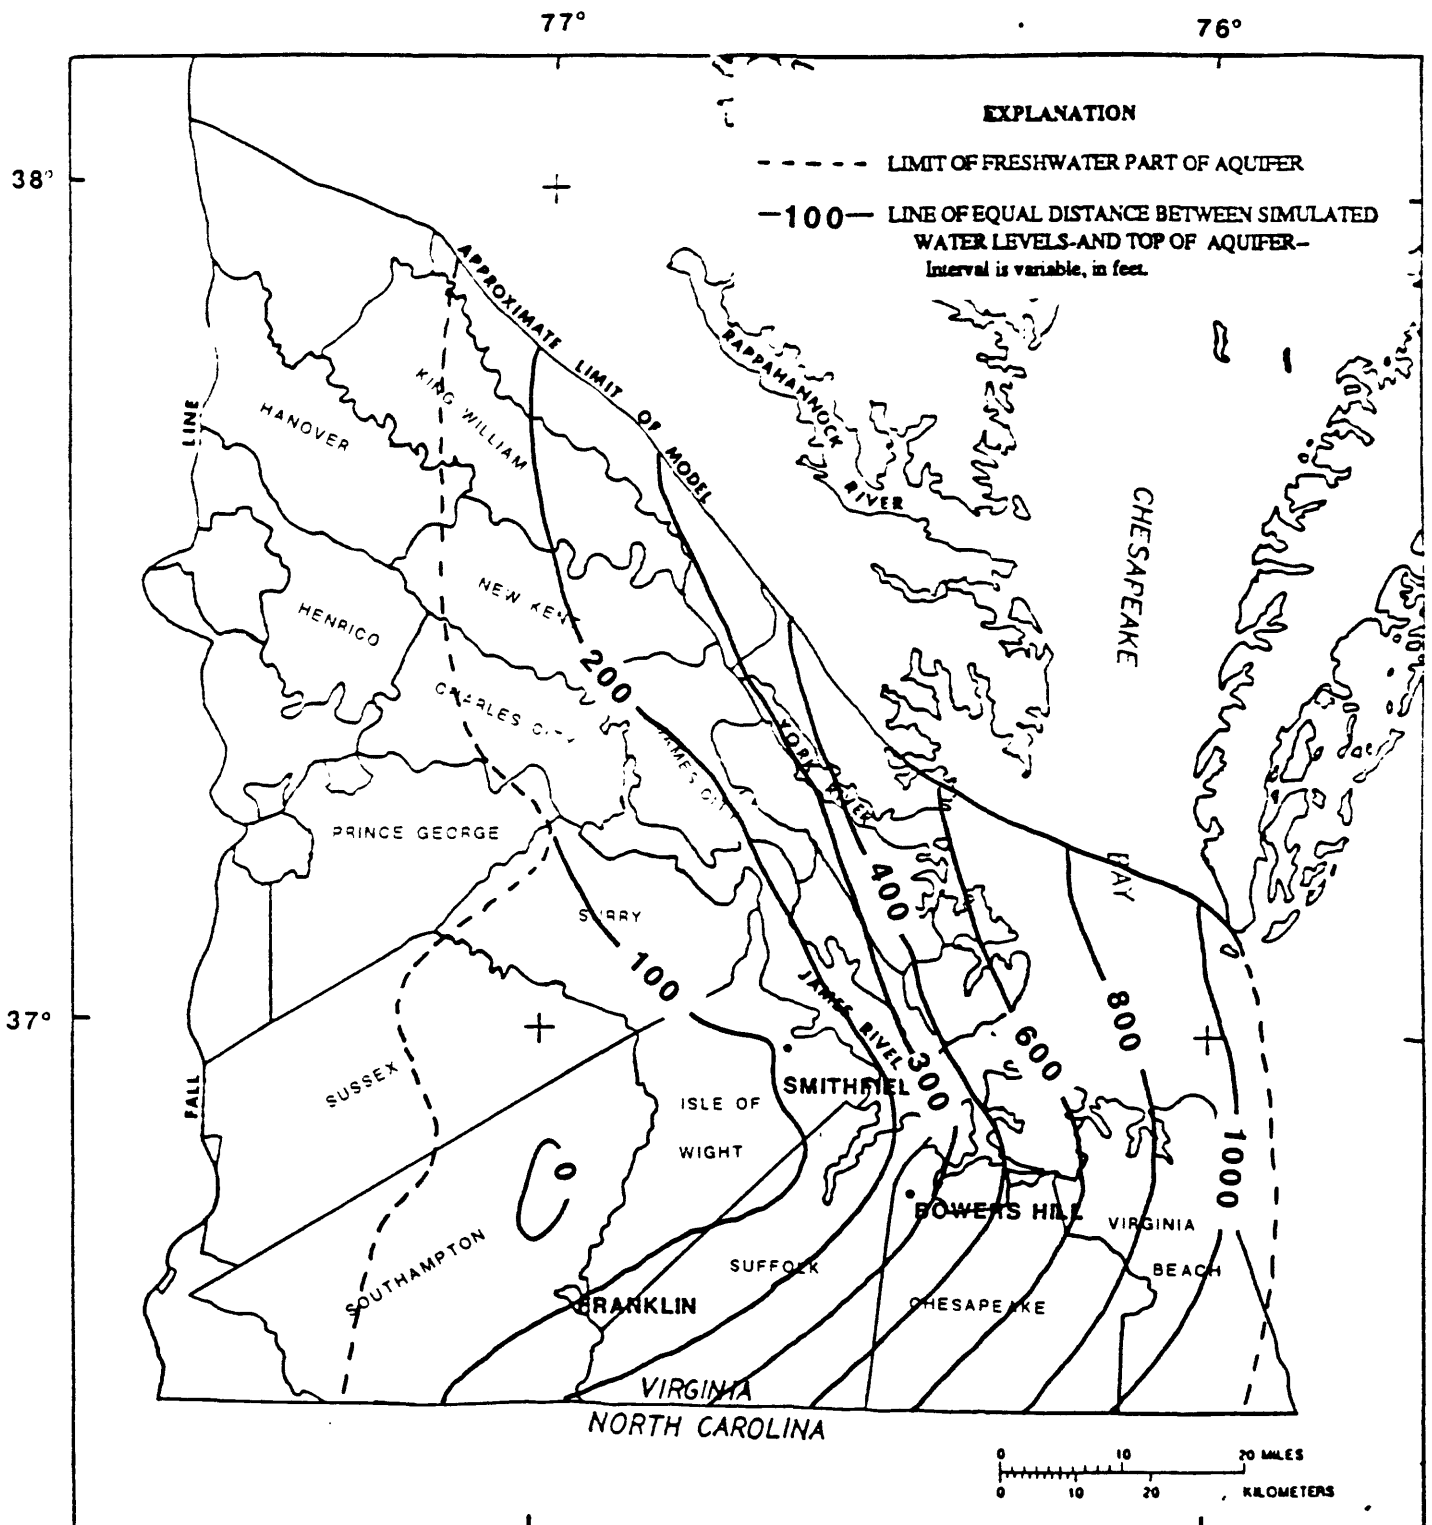 77° 76°
EXPLANATION
LIMIT OF FRESHWATER PART OF AQUIFER
38°
—100— LINE OF EQUAL DISTANCE BETWEEN SIMULATED
WATER LEVELS-AND TOP OF AQUIFER-
Interval is variable, in feet.
APPROXIMATE LIMIT OF MODEL
RAPPAHANNOCK
RIVER
KING WILLIAM
HANOVER
LINE
CHESAPEAKE
NEW KENT
HENRICO
200
CHARLES CITY
JAMES CITY
YORK RIVER
PRINCE GEORGE
BAY
400
SURRY
100
JAMES RIVER
800
37°
600
300
SUSSEX
FALL
SMITHFIEL
ISLE OF
WIGHT
0
1000
BOWERS HILL
VIRGINIA
BEACH
SOUTHAMPTON
SUFFOLK
FRANKLIN
CHESAPEAKE
VIRGINIA
NORTH CAROLINA
0 10 20 MILES
0 10 20 KILOMETERS